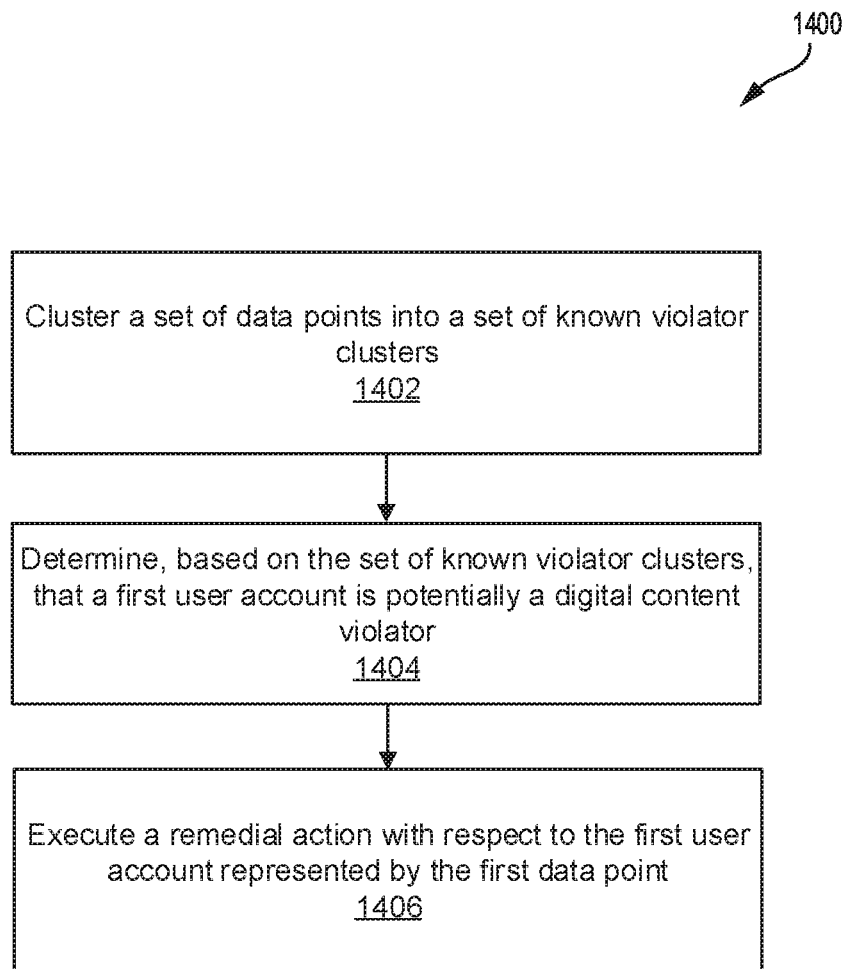 1400
Cluster a set of data points into a set of known violator
clusters
1402
Determine, based on the set of known violator clusters,
that a first user account is potentially a digital content
violator
1404
Execute a remedial action with respect to the first user
account represented by the first data point
1406